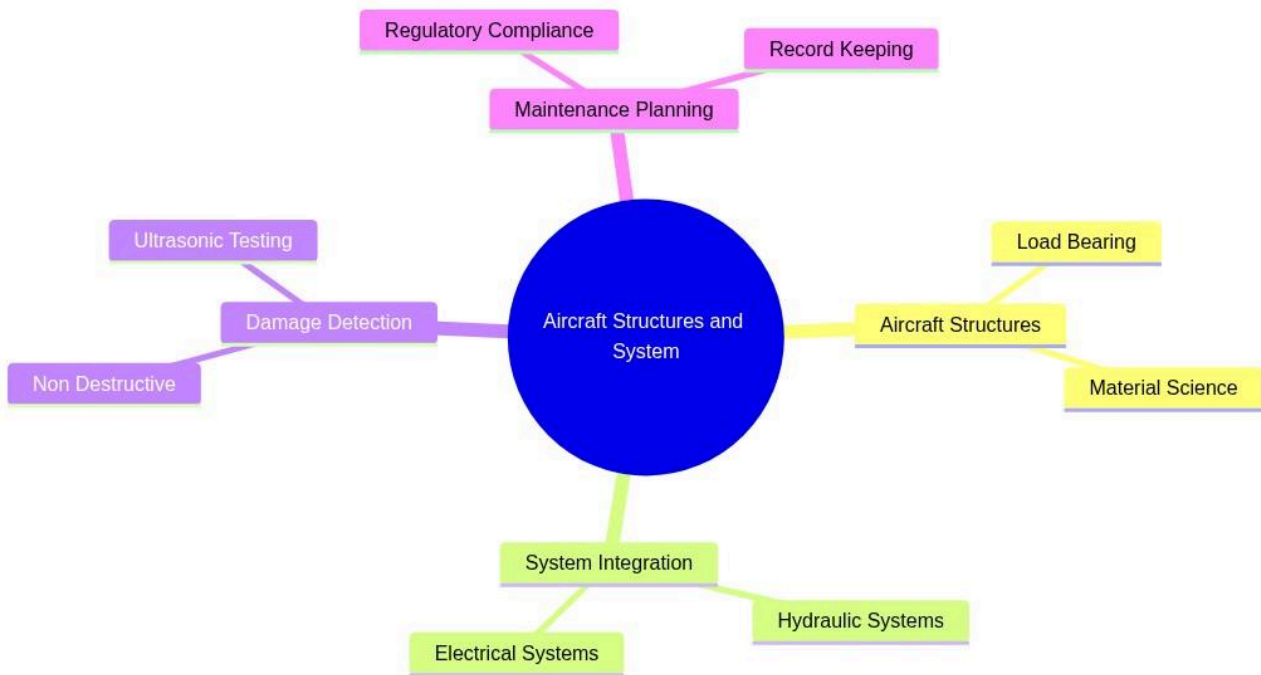 Regulatory Compliance
Record Keeping
Maintenance Planning
Ultrasonic Testing
Load Bearing
Damage Detection
Aircraft Structures and
System
Aircraft Structures
Non Destructive
Material Science
System Integration
Hydraulic Systems
Electrical Systems